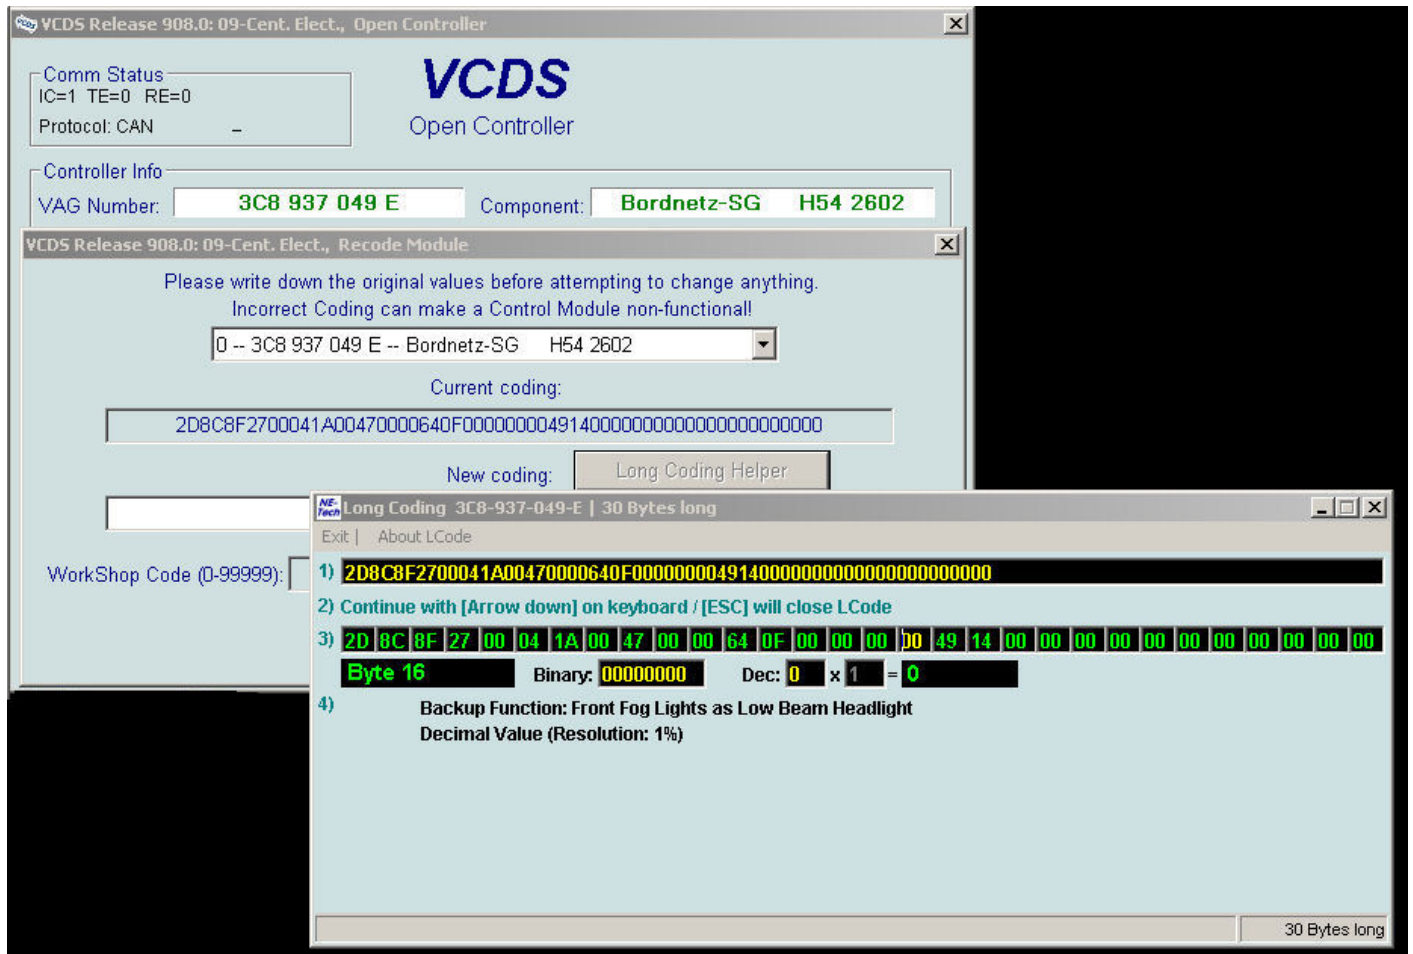 VCDS Release 908.0: 09-Cent. Elect., Open Controller
Comm Status
IC=1 TE=0 RE=0
Protocol: CAN
VCDS
Open Controller
Controller Info
VAG Number: 3C8 937 049 E Component: Bordnetz-SG H54 2602
VCDS Release 908.0: 09-Cent. Elect., Recode Module
Please write down the original values before attempting to change anything.
Incorrect Coding can make a Control Module non-functional!
0 -- 3C8 937 049 E -- Bordnetz-SG H54 2602
Current coding:
2D8C8F2700041A00470000640F0000000049140000000000000000000000
New coding: Long Coding Helper
WorkShop Code (0-99999):
NE-Tech Long Coding 3C8-937-049-E | 30 Bytes long
Exit | About LCode
1) 2D8C8F2700041A00470000640F0000000049140000000000000000000000
2) Continue with [Arrow down] on keyboard / [ESC] will close LCode
3) 2D 8C 8F 27 00 04 1A 00 47 00 00 64 0F 00 00 00 00 49 14 00 00 00 00 00 00 00 00 00 00 00
Byte 16 Binary: 00000000 Dec: 0 x 1 = 0
4) Backup Function: Front Fog Lights as Low Beam Headlight
Decimal Value (Resolution: 1%)
30 Bytes long